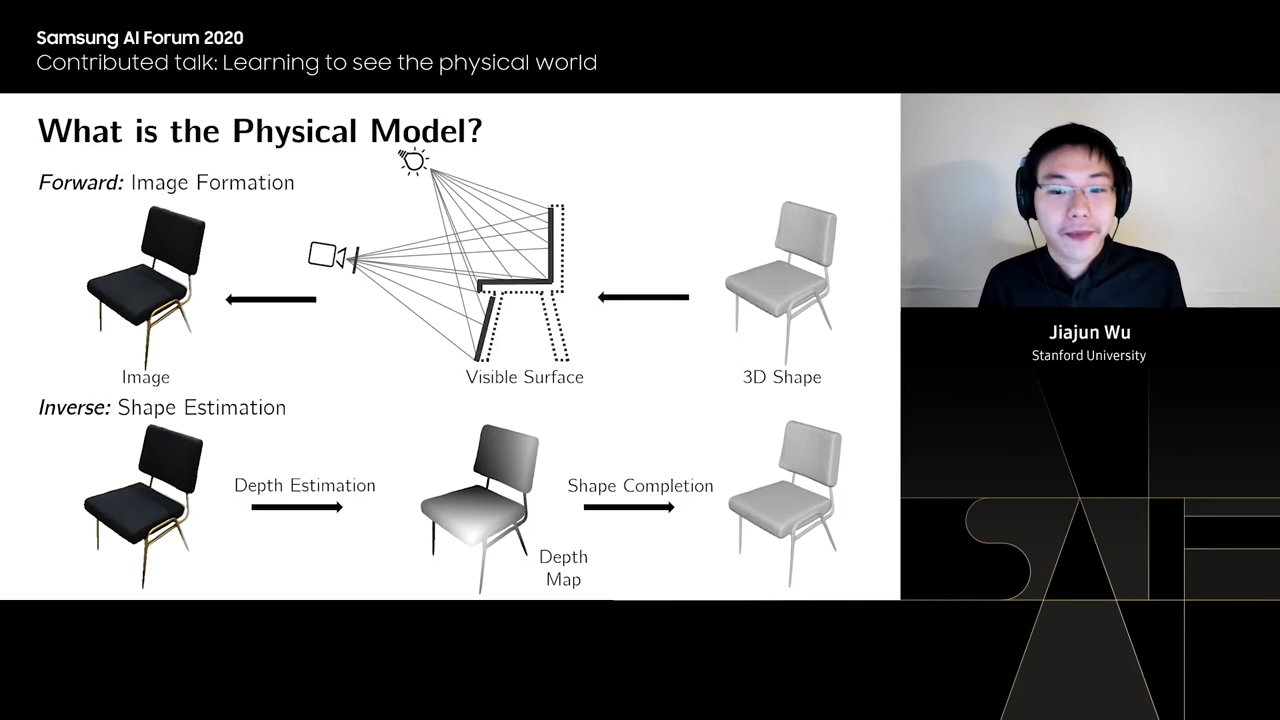 Samsung AI Forum 2020
Contributed talk: Learning to see the physical world
What is the Physical Model?
Forward: Image Formation
Image
Visible Surface
3D Shape
Inverse: Shape Estimation
Depth Estimation
Shape Completion
Depth
Map
Jiajun Wu
Stanford University